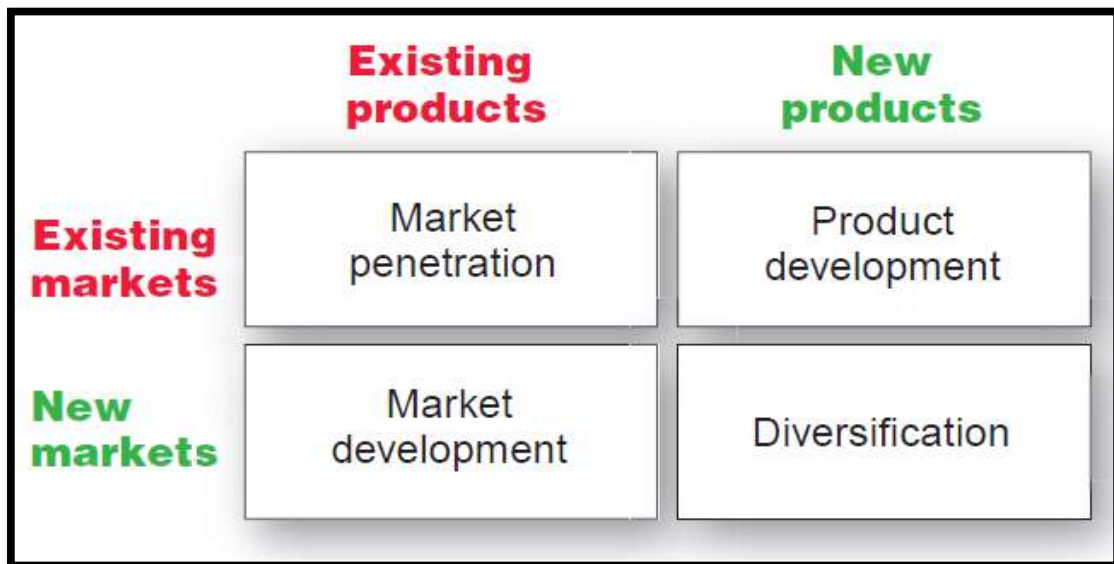 Existing
products
New
products
Existing
markets
Market
penetration
Product
development
New
markets
Market
development
Diversification